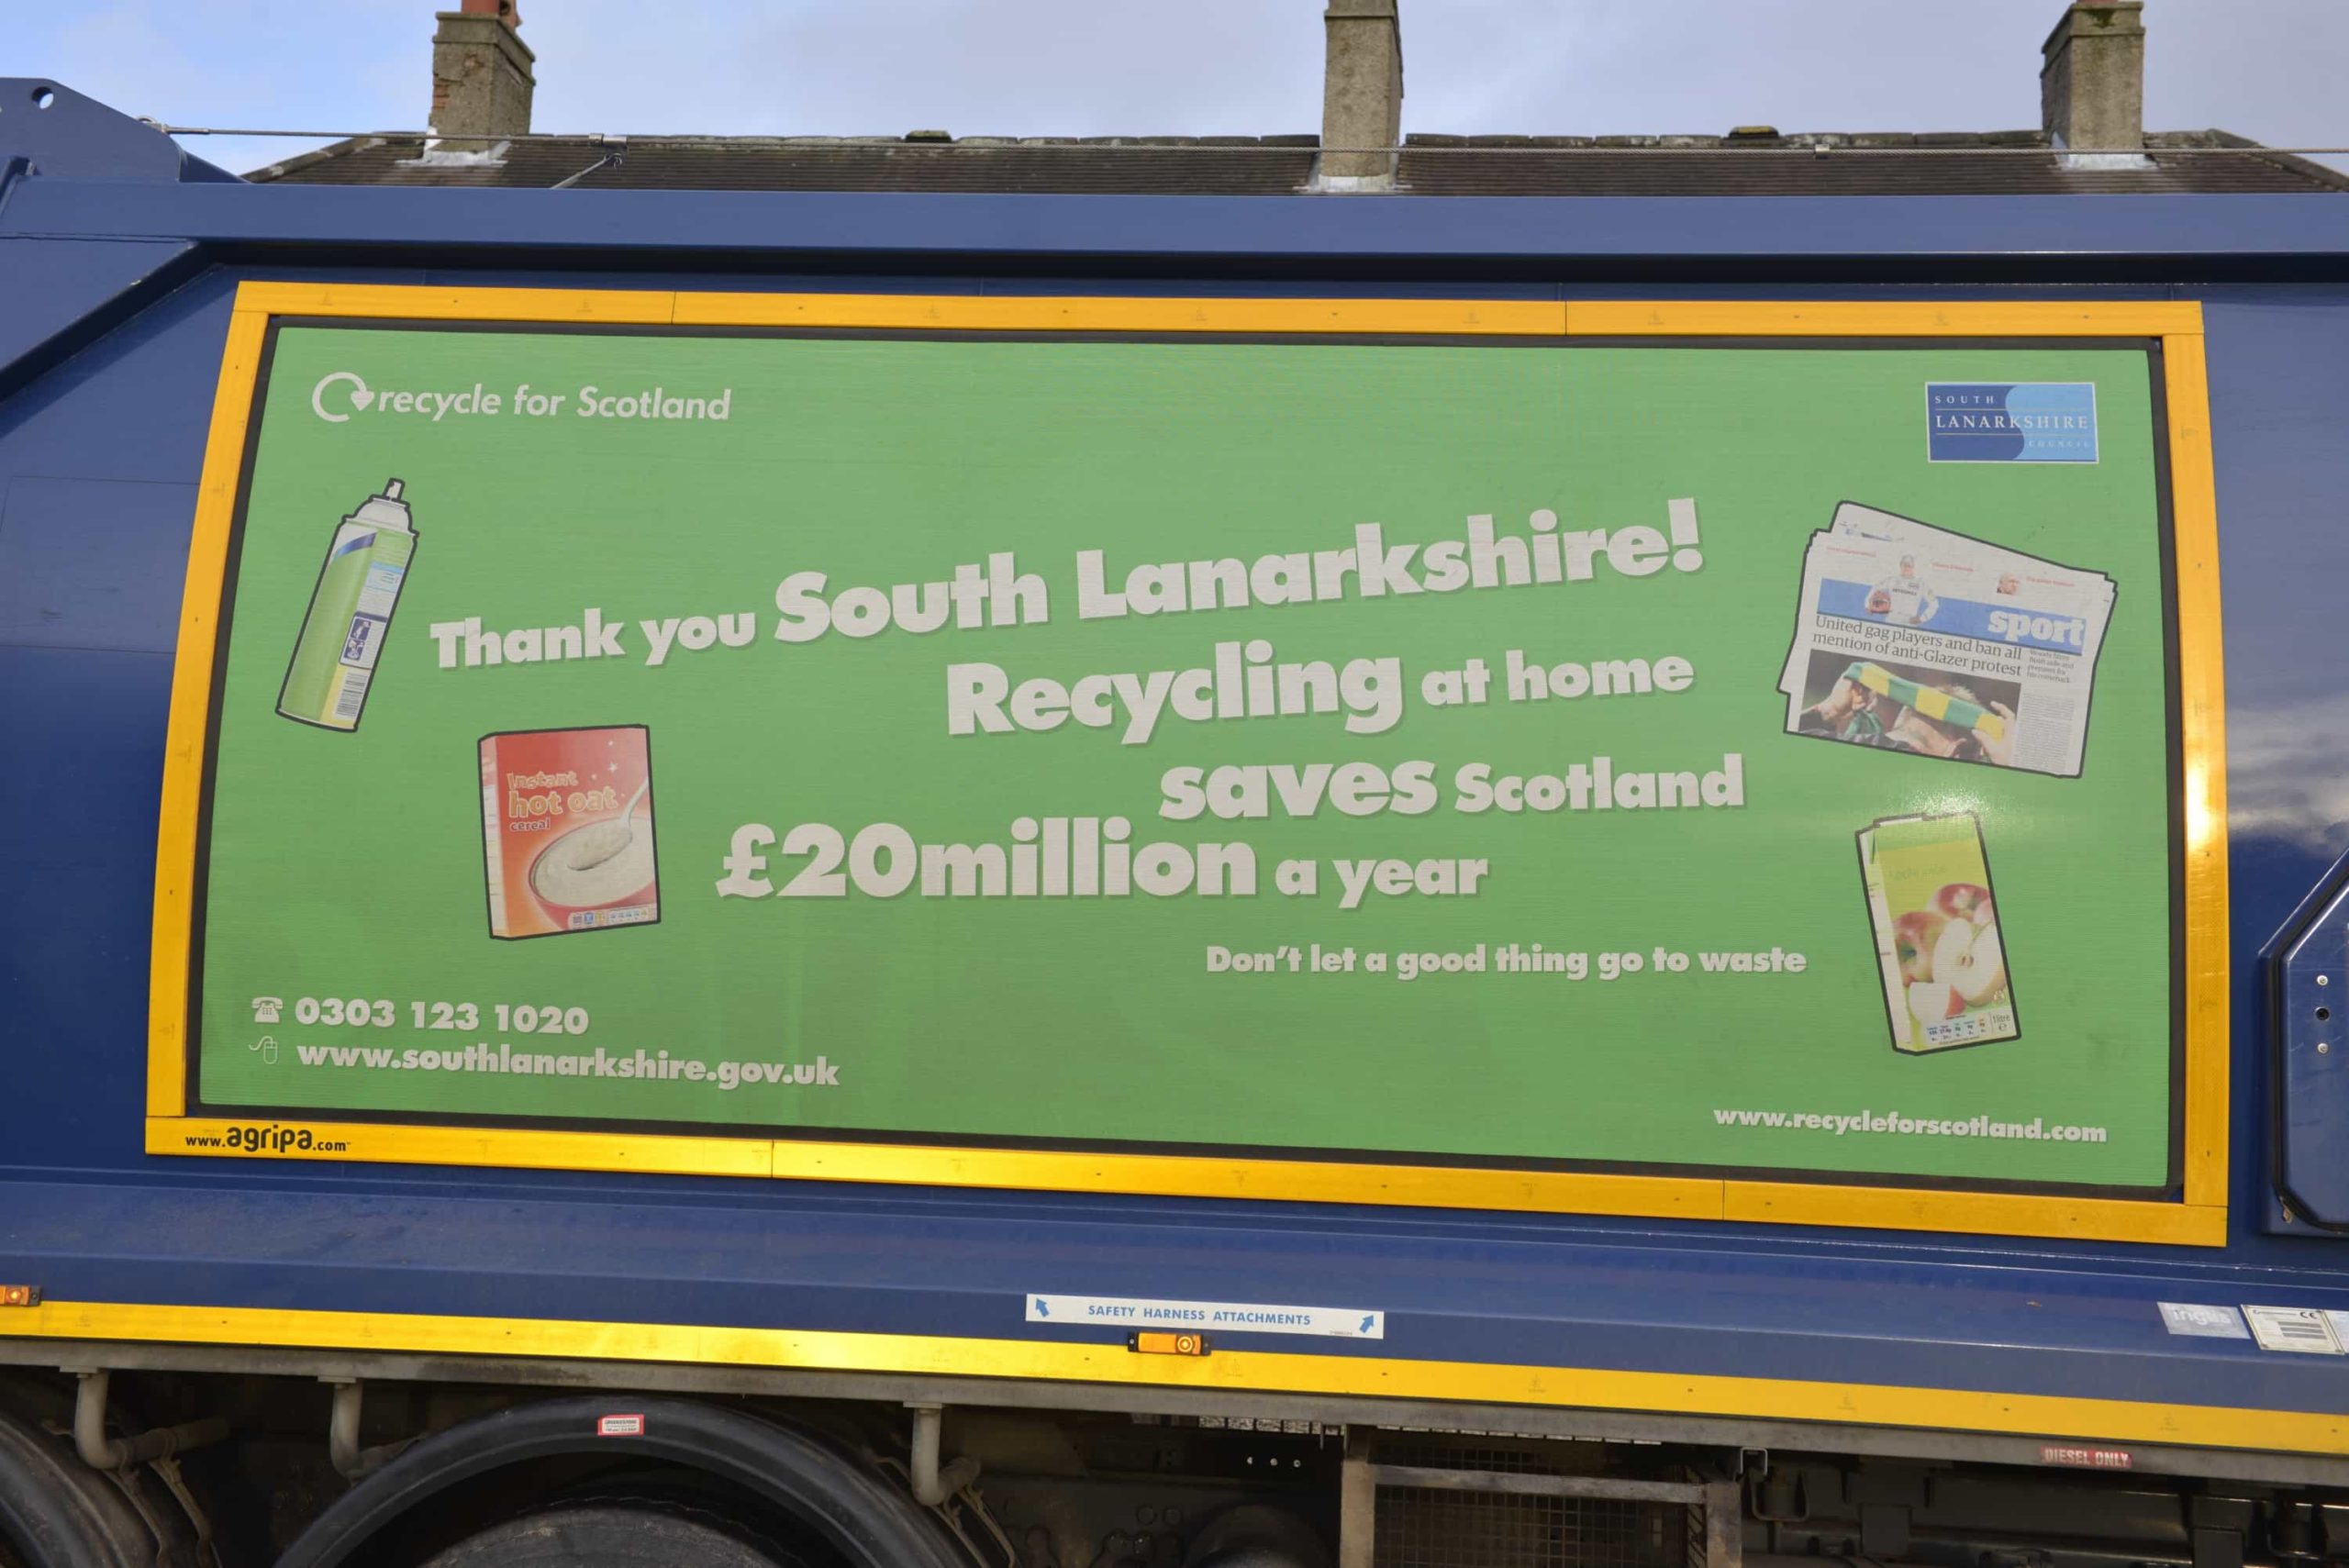 recycle for Scotland
SOUTH
LANARKSHIRE
COUNCIL
Thank you South Lanarkshire!
Recycling at home
saves Scotland
£20million a year
Don't let a good thing go to waste
sport
United gag players and ban all
mention of anti-Glazer protest
Instant
hot oat
cereal
1 litre
0303 123 1020
www.southlanarkshire.gov.uk
www.recycleforscotland.com
www.agripa.com
SAFETY HARNESS ATTACHMENTS
CE
DIESEL ONLY